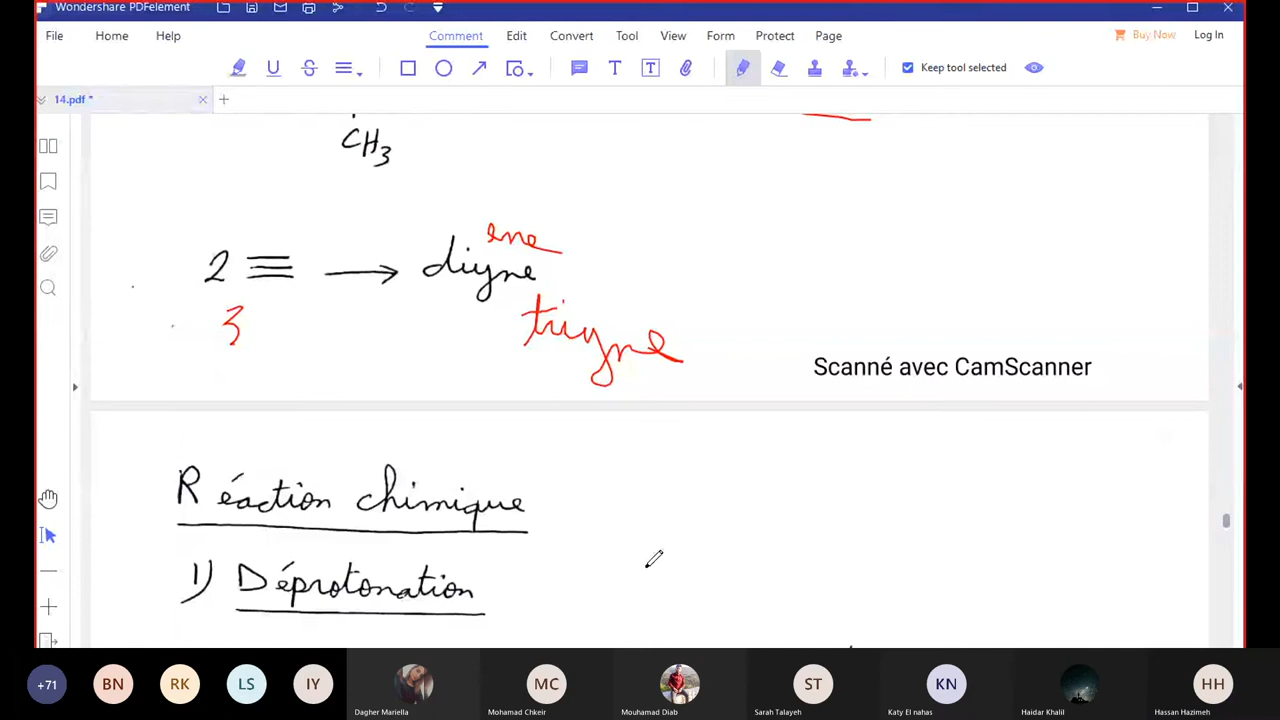 Wondershare PDFelement
File Home Help Comment Edit Convert Tool View Form Protect Page Buy Now Log In
Keep tool selected
14.pdf *
CH3
ene
2 ≡ → diyne
3 triyne
Scanné avec CamScanner
Réaction chimique
1) Déprotonation
+71 BN RK LS IY MC ST KN HH
Dagher Mariella Mohamad Chkeir Mouhamad Diab Sarah Talayeh Katy El nahas Haidar Khalil Hassan Hazimeh